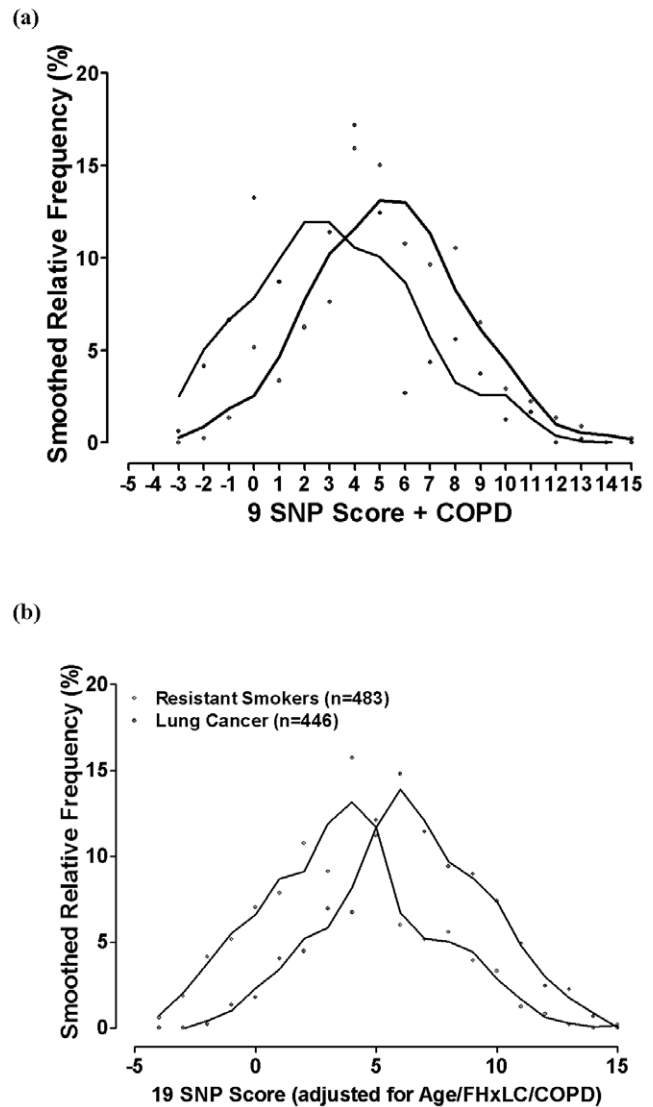 (a)
Smoothed Relative Frequency (%)
20
15
10
5
0
-5 -4 -3 -2 -1 0 1 2 3 4 5 6 7 8 9 10 11 12 13 14 15
9 SNP Score + COPD
(b)
Smoothed Relative Frequency (%)
20
15
10
5
0
Resistant Smokers (n=483)
Lung Cancer (n=446)
-5 0 5 10 15
19 SNP Score (adjusted for Age/FHxLC/COPD)